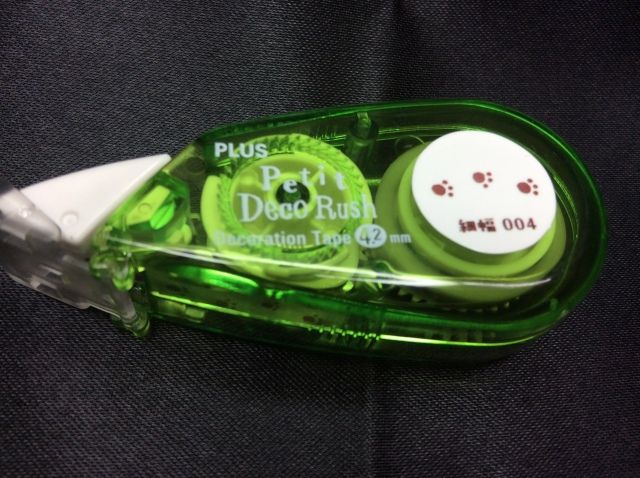 PLUS
Petit
Deco Rush
Decoration Tape 4.2 mm
細幅 004